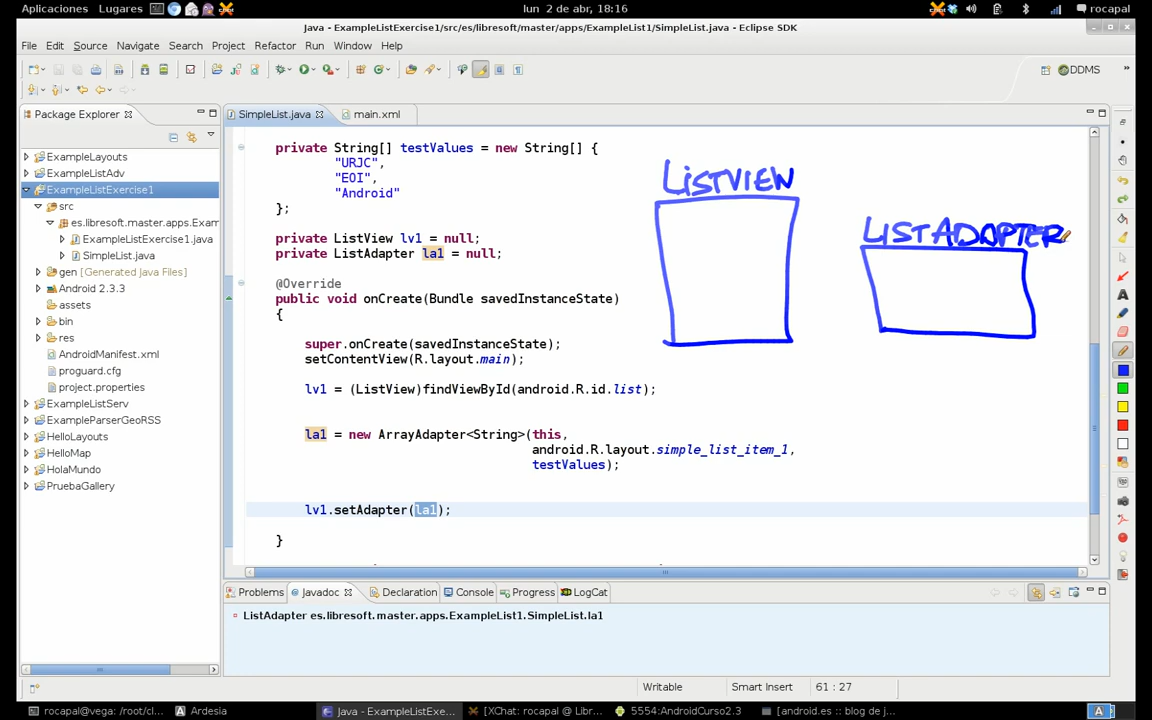 Aplicaciones Lugares
lun 2 de abr, 18:16
rocapal
Java - ExampleListExercise1/src/es/libresoft/master/apps/ExampleList1/SimpleList.java - Eclipse SDK
File Edit Source Navigate Search Project Refactor Run Window Help
DDMS
Package Explorer
SimpleList.java
main.xml
ExampleLayouts
ExampleListAdv
ExampleListExercise1
src
es.libresoft.master.apps.Exam
ExampleListExercise1.java
SimpleList.java
gen [Generated Java Files]
Android 2.3.3
assets
bin
res
AndroidManifest.xml
proguard.cfg
project.properties
ExampleListServ
ExampleParserGeoRSS
HelloLayouts
HelloMap
HolaMundo
PruebaGallery
private String[] testValues = new String[] {
"URJC",
"EOI",
"Android"
};
private ListView lv1 = null;
private ListAdapter la1 = null;
@Override
public void onCreate(Bundle savedInstanceState)
{
super.onCreate(savedInstanceState);
setContentView(R.layout.main);
lv1 = (ListView)findViewById(android.R.id.list);
la1 = new ArrayAdapter<String>(this,
android.R.layout.simple_list_item_1,
testValues);
lv1.setAdapter(la1);
}
LISTVIEW
LISTADAPTER
Problems @ Javadoc Declaration Console Progress LogCat
ListAdapter es.libresoft.master.apps.ExampleList1.SimpleList.la1
Writable Smart Insert 61 : 27
rocapal@vega: /root/cl...
Ardesia
Java - ExampleListExe...
[XChat: rocapal @ Libr...
5554:AndroidCurso2.3
[android.es :: blog de j...